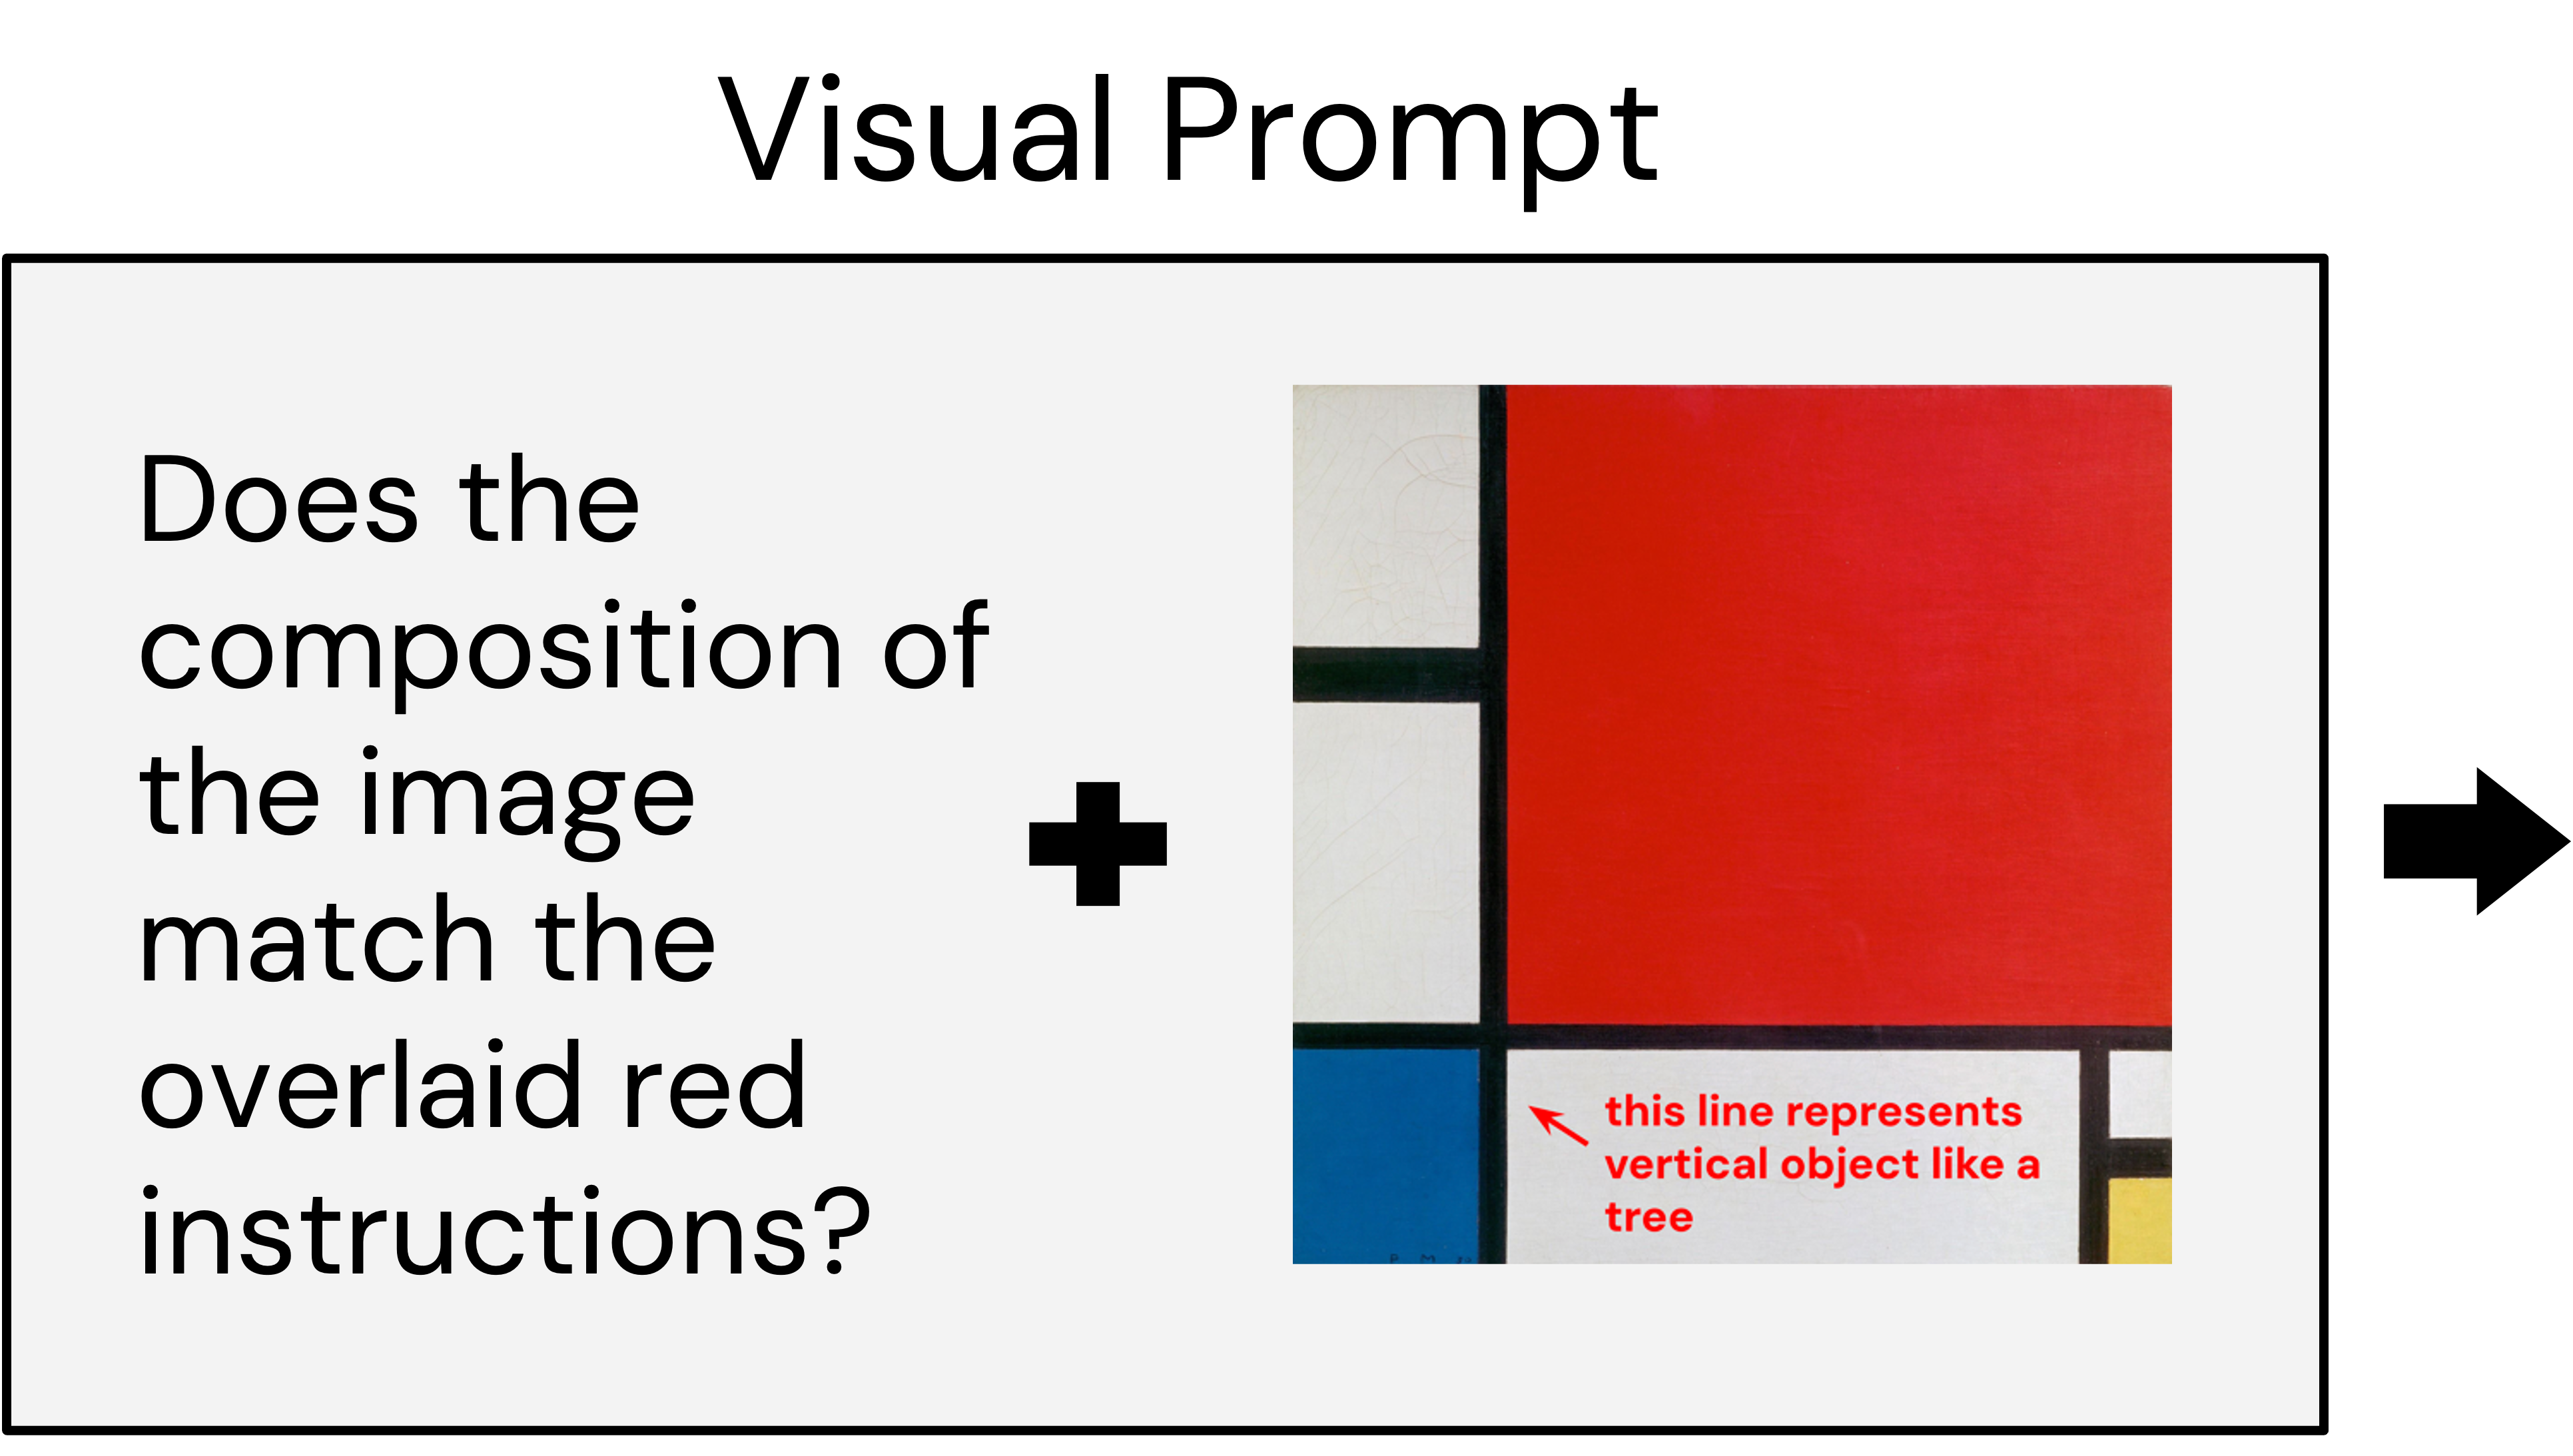 Visual Prompt
Does the
composition of
the image
match the
overlaid red
instructions?
this line represents
vertical object like a
tree
P M